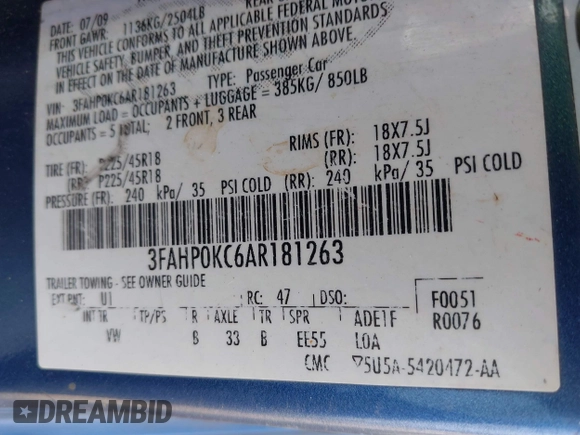 DATE: 07/09
FRONT GAWR: 1136KG/2504LB
THIS VEHICLE CONFORMS TO ALL APPLICABLE FEDERAL MOTOR
VEHICLE SAFETY, BUMPER, AND THEFT PREVENTION STANDARDS
IN EFFECT ON THE DATE OF MANUFACTURE SHOWN ABOVE.
VIN: 3FAHP0KC6AR181263 TYPE: Passenger Car
MAXIMUM LOAD = OCCUPANTS + LUGGAGE = 385KG/ 850LB
OCCUPANTS = 5 TOTAL; 2 FRONT, 3 REAR
RIMS (FR): 18X7.5J
TIRE (FR): P225/45R18 (RR): 18X7.5J
(RR): P225/45R18
PRESSURE (FR): 240 kPa/ 35 PSI COLD (RR): 240 kPa/ 35 PSI COLD
3FAHP0KC6AR181263
TRAILER TOWING - SEE OWNER GUIDE
EXT PNT: U1 RC: 47 DSO: F0051
INT TR TP/PS R AXLE TR SPR ADE1F R0076
VW B 33 B EE55 LOA
CMC 5U5A-5420472-AA
DREAMBID